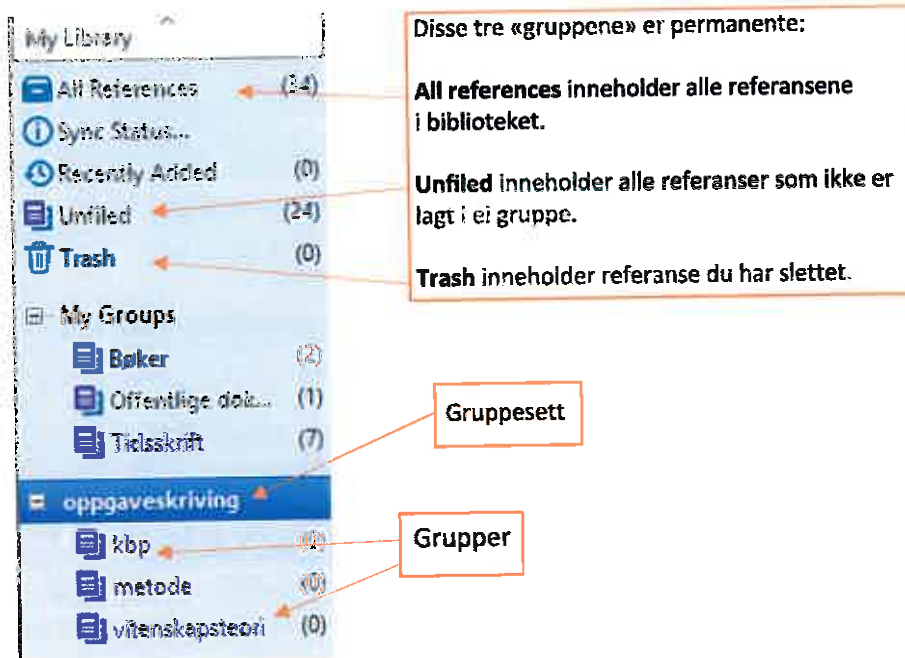 My Library
All References (34)
Sync Status...
Recently Added (0)
Unfiled (24)
Trash (0)
My Groups
Bøker (2)
Offentlige dok... (1)
Tidsskrift (7)
oppgaveskriving
kbp
metode (0)
vitenskapsteori (0)
Disse tre «gruppene» er permanente:
All references inneholder alle referansene
i biblioteket.
Unfiled inneholder alle referanser som ikke er
lagt i ei gruppe.
Trash inneholder referanse du har slettet.
Gruppesett
Grupper